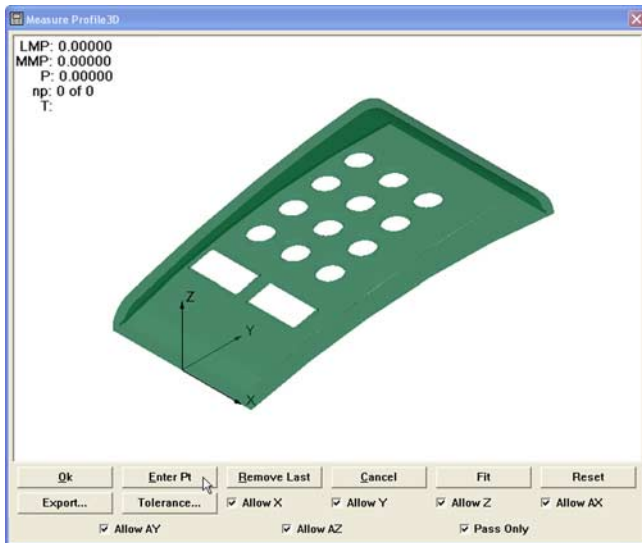 Measure Profile3D
LMP: 0.00000
MMP: 0.00000
P: 0.00000
np: 0 of 0
T:
Z
Y
X
Ok Enter Pt Remove Last Cancel Fit Reset
Export... Tolerance... Allow X Allow Y Allow Z Allow AX
Allow AY Allow AZ Pass Only